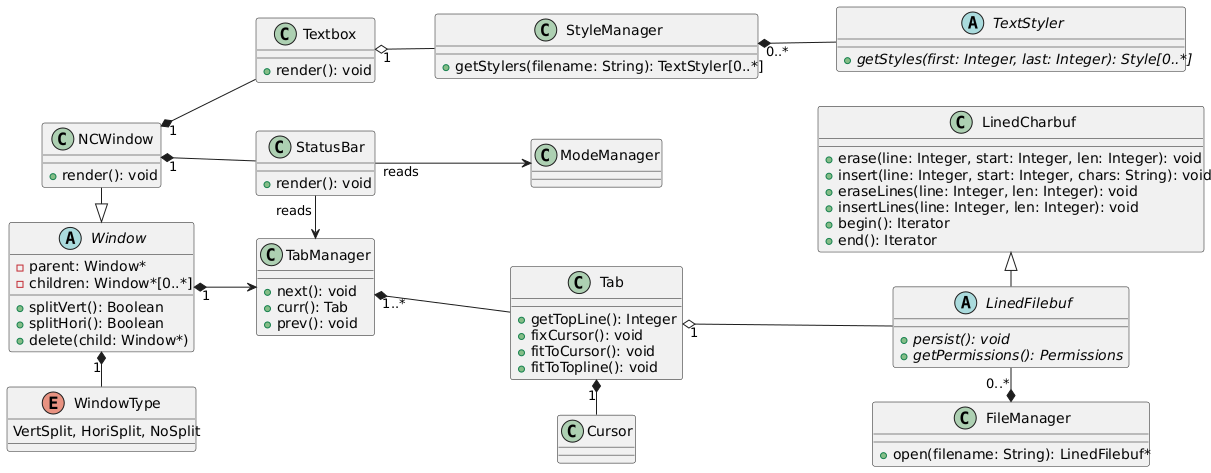 C Textbox
render(): void
1
C StyleManager
getStylers(filename: String): TextStyler[0..*]
0..*
A TextStyler
getStyles(first: Integer, last: Integer): Style[0..*]
C NCWindow
render(): void
1
1
C StatusBar
render(): void
reads
reads
C ModeManager
C LinedCharbuf
erase(line: Integer, start: Integer, len: Integer): void
insert(line: Integer, start: Integer, chars: String): void
eraseLines(line: Integer, len: Integer): void
insertLines(line: Integer, len: Integer): void
begin(): Iterator
end(): Iterator
A Window
parent: Window*
children: Window*[0..*]
splitVert(): Boolean
splitHori(): Boolean
delete(child: Window*)
1
1
C TabManager
next(): void
curr(): Tab
prev(): void
1..*
C Tab
getTopLine(): Integer
fixCursor(): void
fitToCursor(): void
fitToTopline(): void
1
1
A LinedFilebuf
persist(): void
getPermissions(): Permissions
0..*
E WindowType
VertSplit, HoriSplit, NoSplit
C Cursor
C FileManager
open(filename: String): LinedFilebuf*